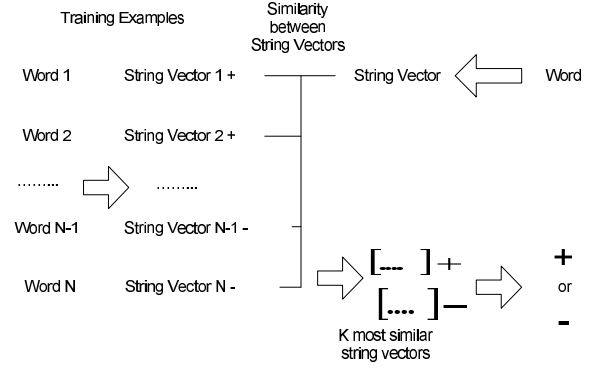 Training Examples
Similarity
between
String Vectors
Word 1 String Vector 1 + String Vector Word
Word 2 String Vector 2 +
......... .........
Word N-1 String Vector N-1 -
Word N String Vector N -
[.... ] +
[.... ] —
K most similar
string vectors
+
or
-